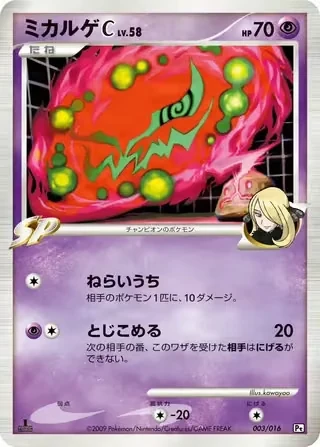 ミカルゲC LV.58 HP70
たね
SP
チャンピオンのポケモン
ねらいうち
相手のポケモン1匹に、10ダメージ。
とじこめる 20
次の相手の番、このワザを受けた相手はにげるができない。
弱点 抵抗力 -20 にげる
Illus.kawayoo
©2009 Pokémon/Nintendo/Creatures/GAME FREAK 003/016 Pt